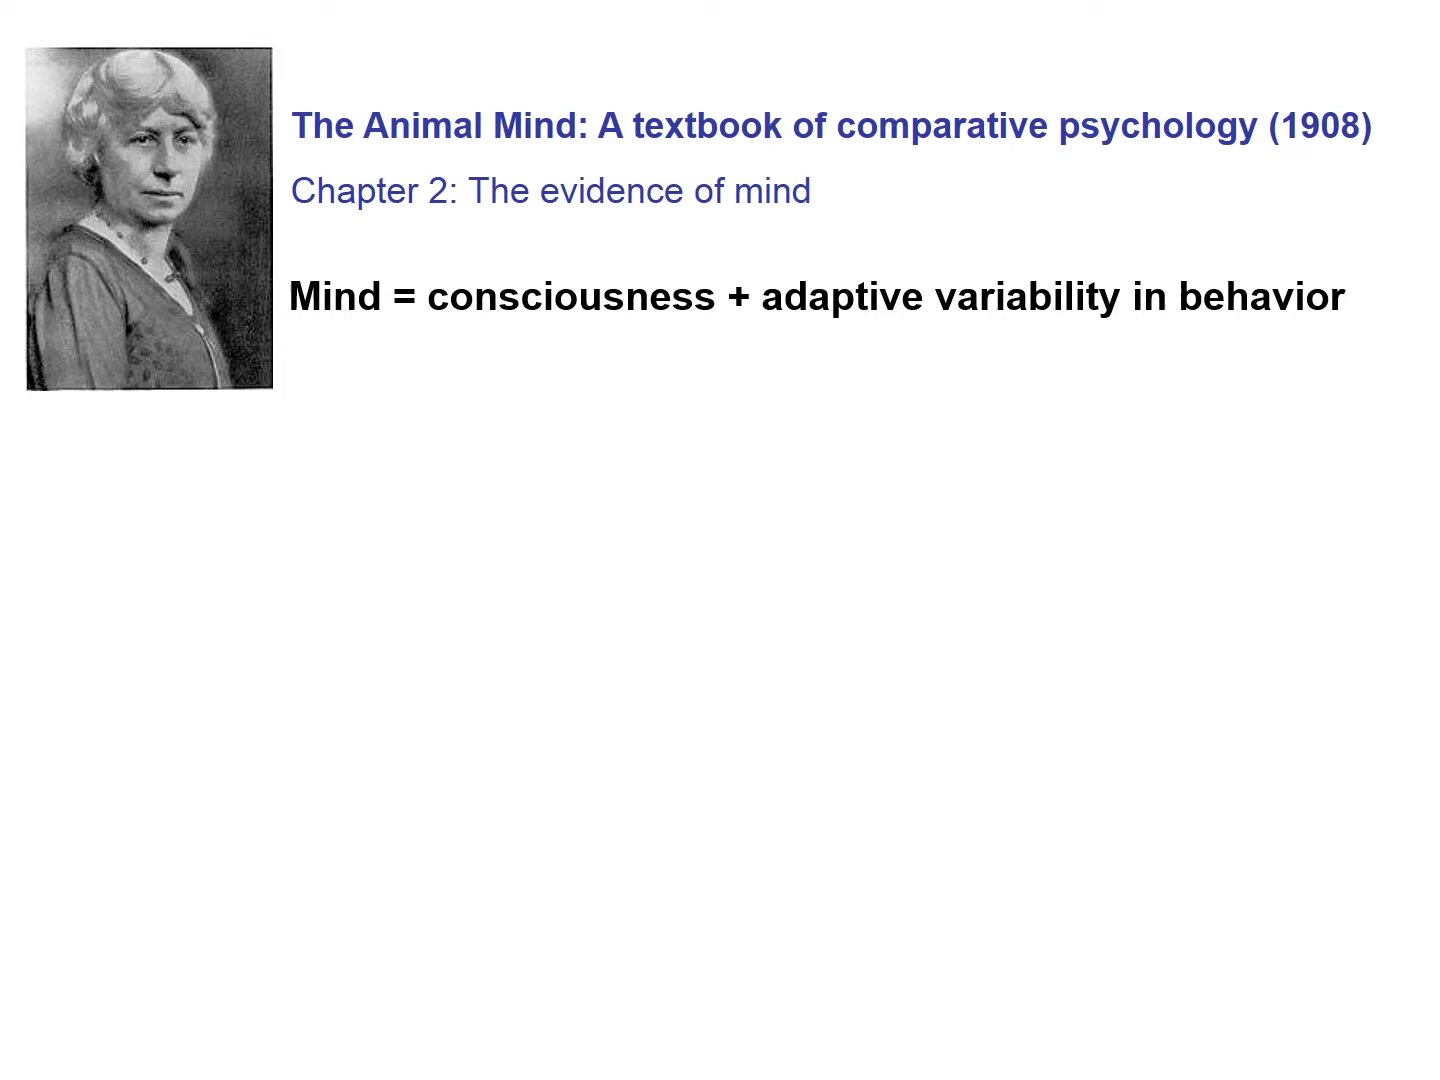 The Animal Mind: A textbook of comparative psychology (1908)
Chapter 2: The evidence of mind
Mind = consciousness + adaptive variability in behavior